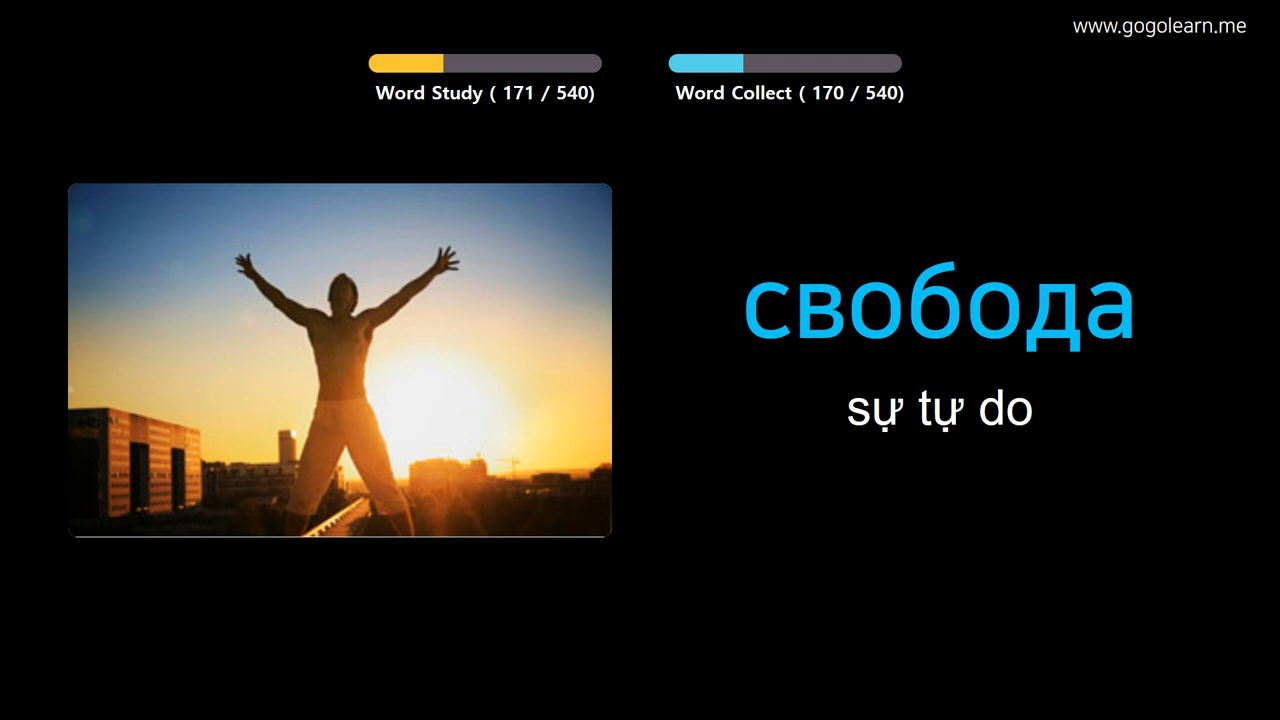 www.gogolearn.me
Word Study ( 171 / 540)
Word Collect ( 170 / 540)
свобода
sự tự do